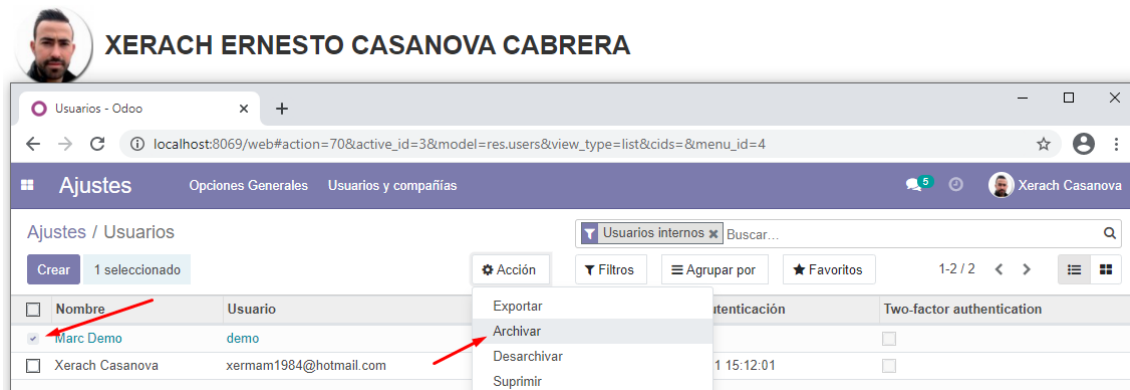 XERACH ERNESTO CASANOVA CABRERA
Usuarios - Odoo
localhost:8069/web#action=70&active_id=3&model=res.users&view_type=list&cids=&menu_id=4
Ajustes Opciones Generales Usuarios y compañías 5 Xerach Casanova
Ajustes / Usuarios Usuarios internos Buscar...
Crear 1 seleccionado Acción Filtros Agrupar por Favoritos 1-2 / 2
Nombre Usuario utenticación Two-factor authentication
Exportar
Marc Demo demo Archivar
Desarchivar
Xerach Casanova xermam1984@hotmail.com 1 15:12:01
Suprimir